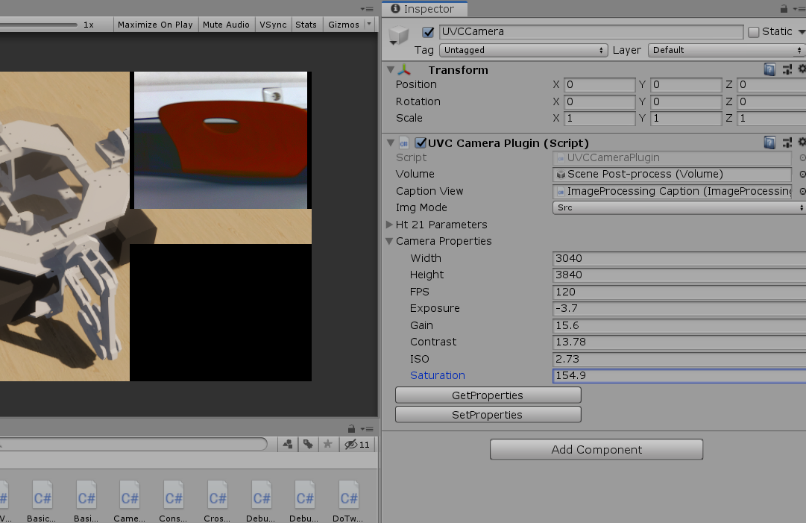 Inspector
1x Maximize On Play Mute Audio VSync Stats Gizmos
UVCCamera Static
Tag Untagged Layer Default
Transform
Position X 0 Y 0 Z 0
Rotation X 0 Y 0 Z 0
Scale X 1 Y 1 Z 1
UVC Camera Plugin (Script)
Script UVCCameraPlugin
Volume Scene Post-process (Volume)
Caption View ImageProcessing Caption (ImageProcessing
Img Mode Src
Ht 21 Parameters
Camera Properties
Width 3040
Height 3840
FPS 120
Exposure -3.7
Gain 15.6
Contrast 13.78
ISO 2.73
Saturation 154.9
GetProperties
SetProperties
Add Component
11
C# C# C# C# C# C# C# C#
V... Basic... Basi... Came... Cons... Cros... Debu... Debu... DoTw...